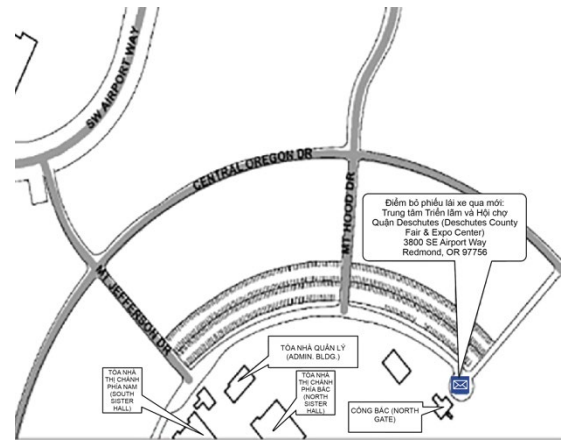 SW AIRPORT WAY
CENTRAL OREGON DR
MT HOOD DR
Điểm bỏ phiếu lái xe qua mới:
Trung tâm Triển lãm và Hội chợ
Quận Deschutes (Deschutes County
Fair & Expo Center)
3800 SE Airport Way
Redmond, OR 97756
MT JEFFERSON DR
TÒA NHÀ QUẢN LÝ
(ADMIN. BLDG.)
TÒA NHÀ
THỊ CHÁNH
PHÍA NAM
(SOUTH
SISTER
HALL)
TÒA NHÀ
THỊ CHÁNH
PHÍA BẮC
(NORTH
SISTER
HALL)
CỔNG BẮC (NORTH
GATE)